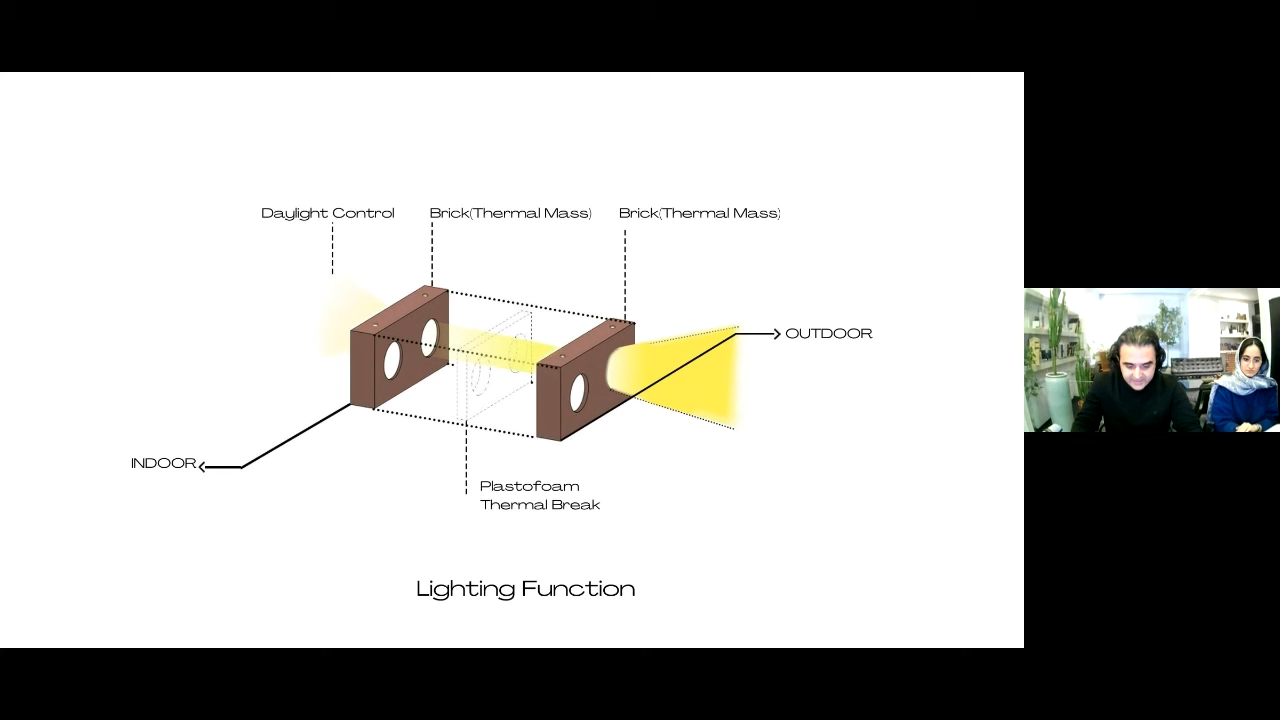 Daylight Control
Brick(Thermal Mass)
Brick(Thermal Mass)
OUTDOOR
INDOOR
Plastofoam
Thermal Break
Lighting Function